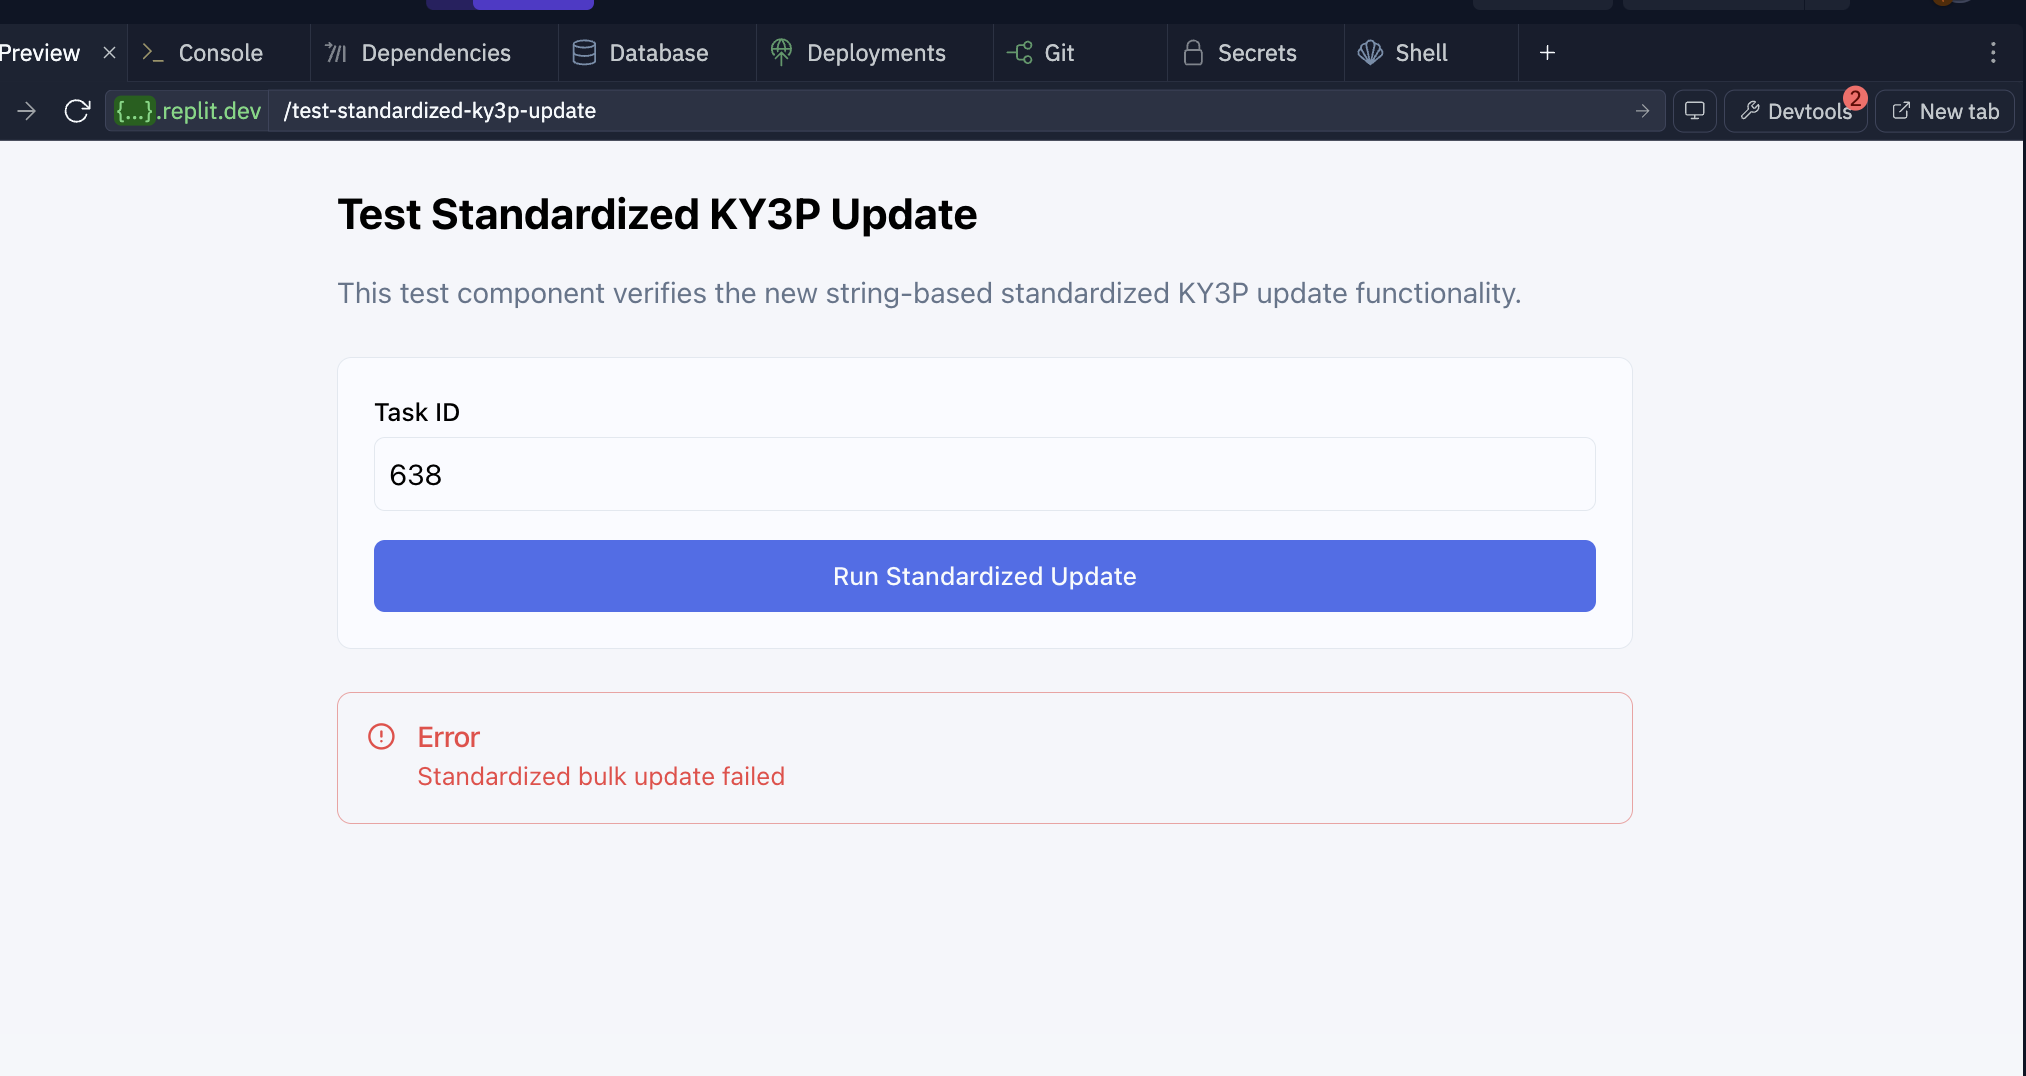 Preview
Console
Dependencies
Database
Deployments
Git
Secrets
Shell
{...}.replit.dev
/test-standardized-ky3p-update
Devtools
2
New tab
Test Standardized KY3P Update
This test component verifies the new string-based standardized KY3P update functionality.
Task ID
638
Run Standardized Update
Error
Standardized bulk update failed